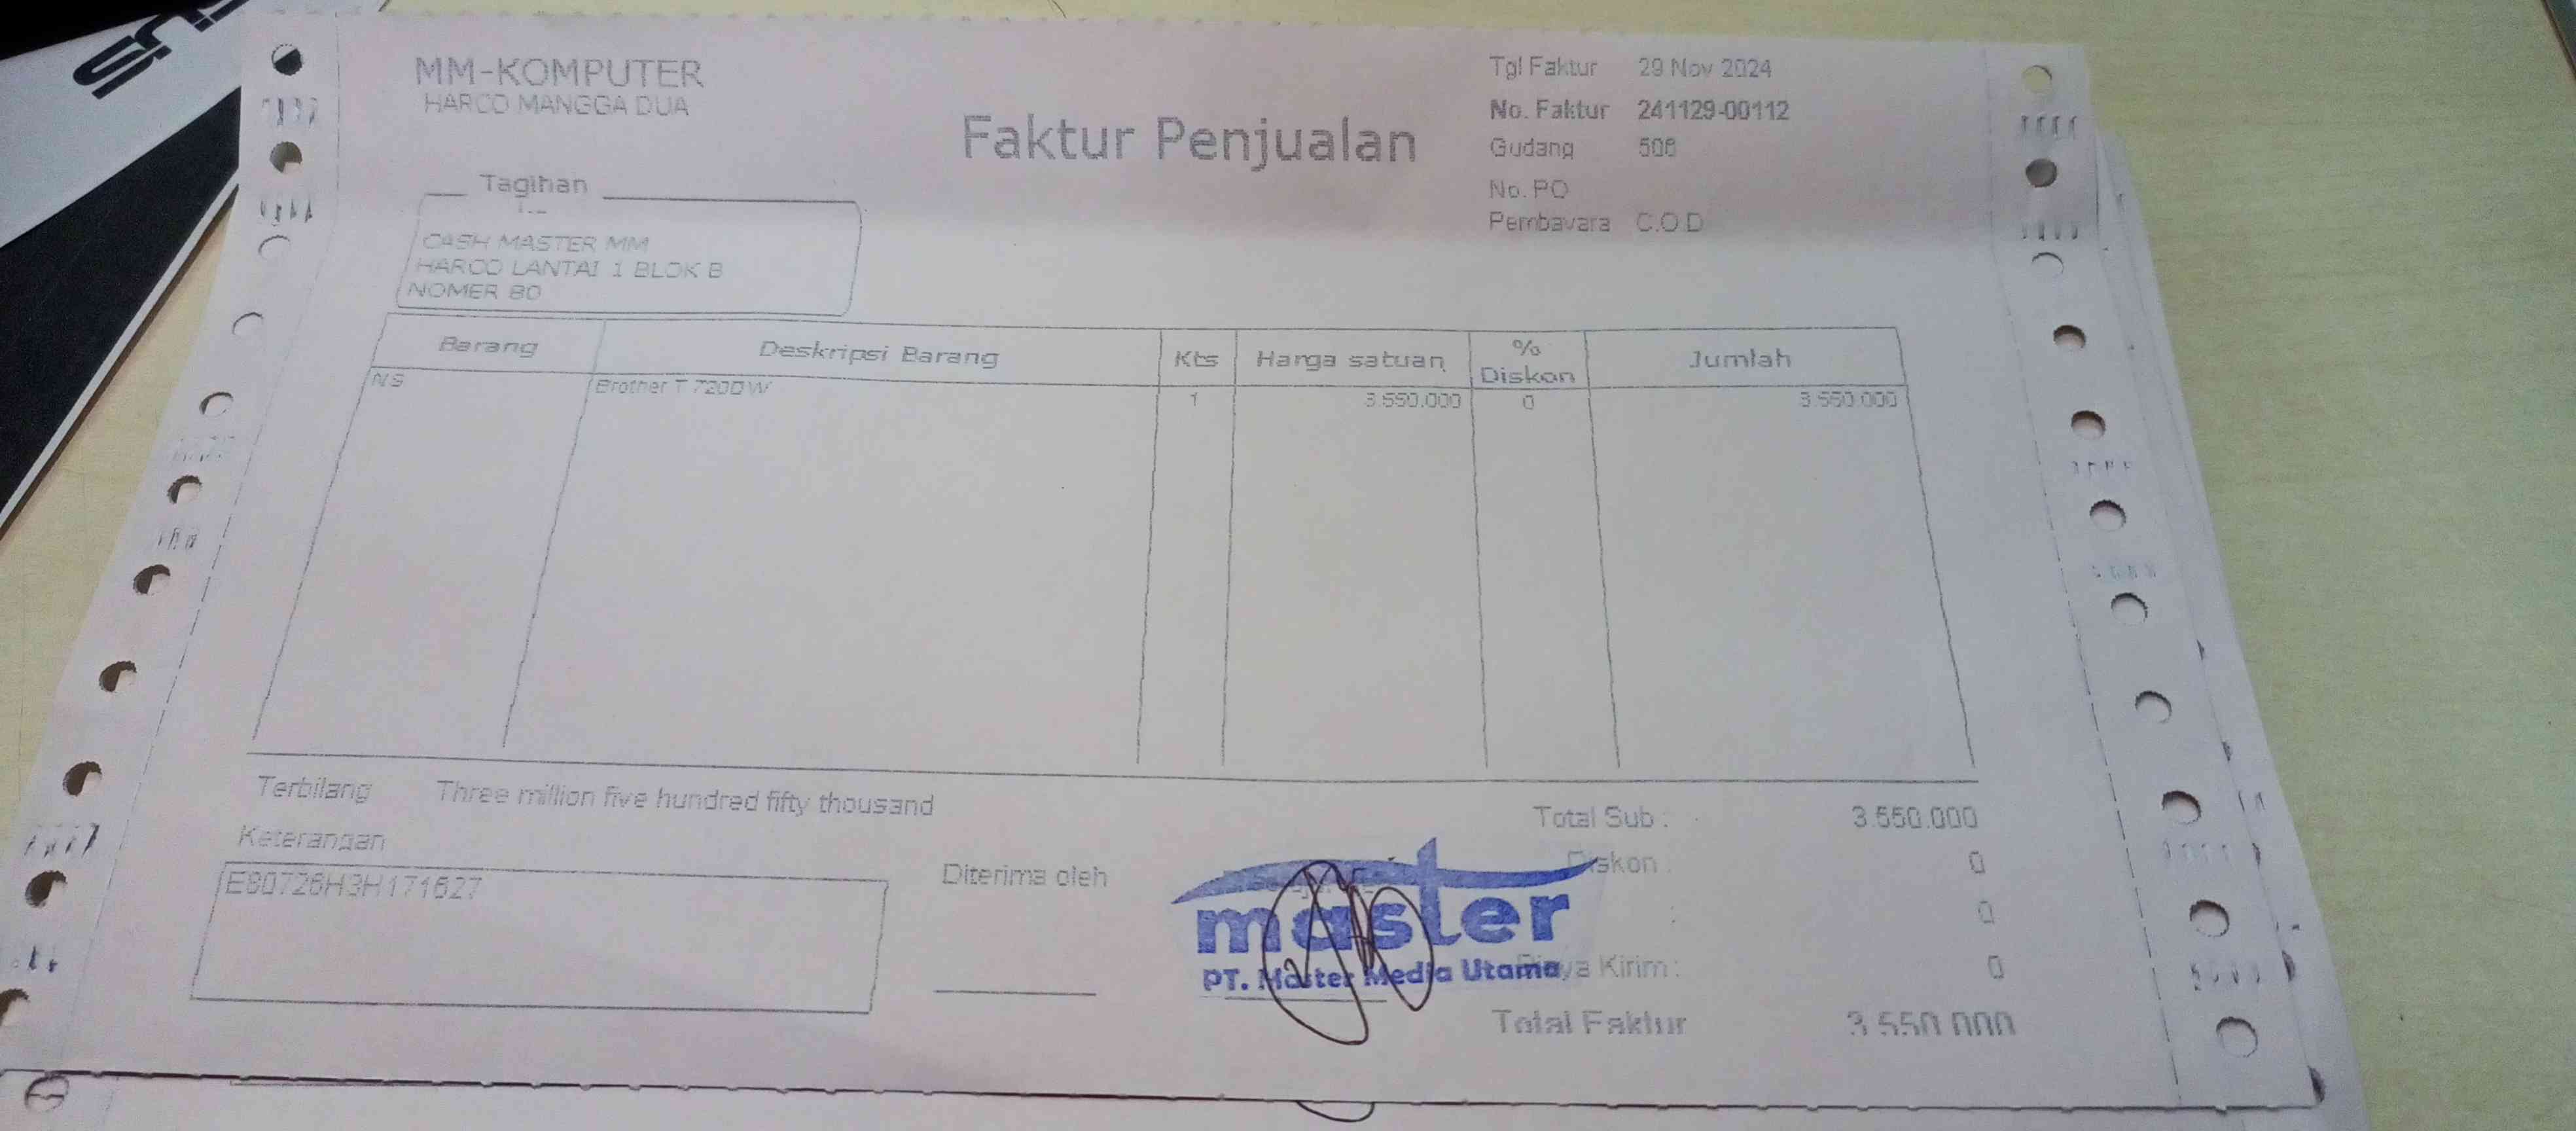 MM-KOMPUTER
HARCO MANGGA DUA
Faktur Penjualan
Tgl Faktur 29 Nov 2024
No. Faktur 241129-00112
Gudang 506
No. PO
Pembayara C.O.D
Tagihan
CASH MASTER MM
HARCO LANTAI 1 BLOK B
NOMER 80
Barang Deskripsi Barang Kts Harga satuan % Diskon Jumlah
NS Brother T 720DW 1 3.550.000 0 3.550.000
Terbilang Three million five hundred fifty thousand
Keterangan
E80726H3H171627
Diterima oleh
master
PT. Master Media Utama
Total Sub : 3.550.000
Diskon : 0
: 0
Biaya Kirim : 0
Total Faktur 3.550.000